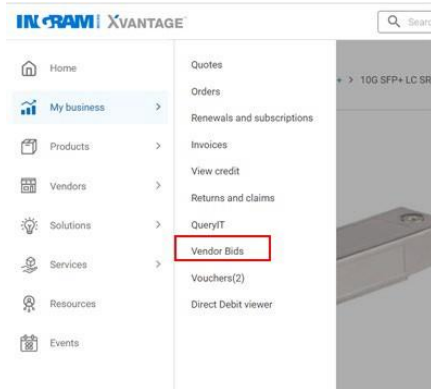 INGRAM XVANTAGE
Sear
Home
My business
Products
Vendors
Solutions
Services
Resources
Events
Quotes
Orders
Renewals and subscriptions
Invoices
View credit
Returns and claims
QueryIT
Vendor Bids
Vouchers(2)
Direct Debit viewer
> 10G SFP+ LC SR